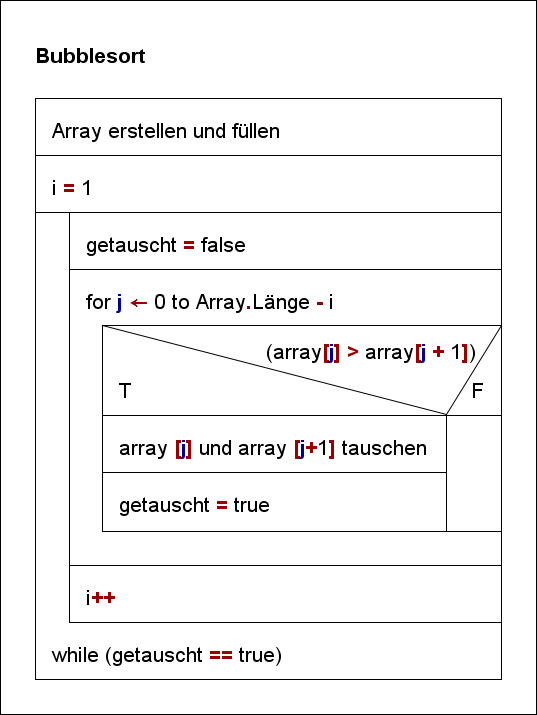 Bubblesort
Array erstellen und füllen
i = 1
getauscht = false
for j ← 0 to Array.Länge - i
(array[j] > array[j + 1])
T F
array [j] und array [j+1] tauschen
getauscht = true
i++
while (getauscht == true)